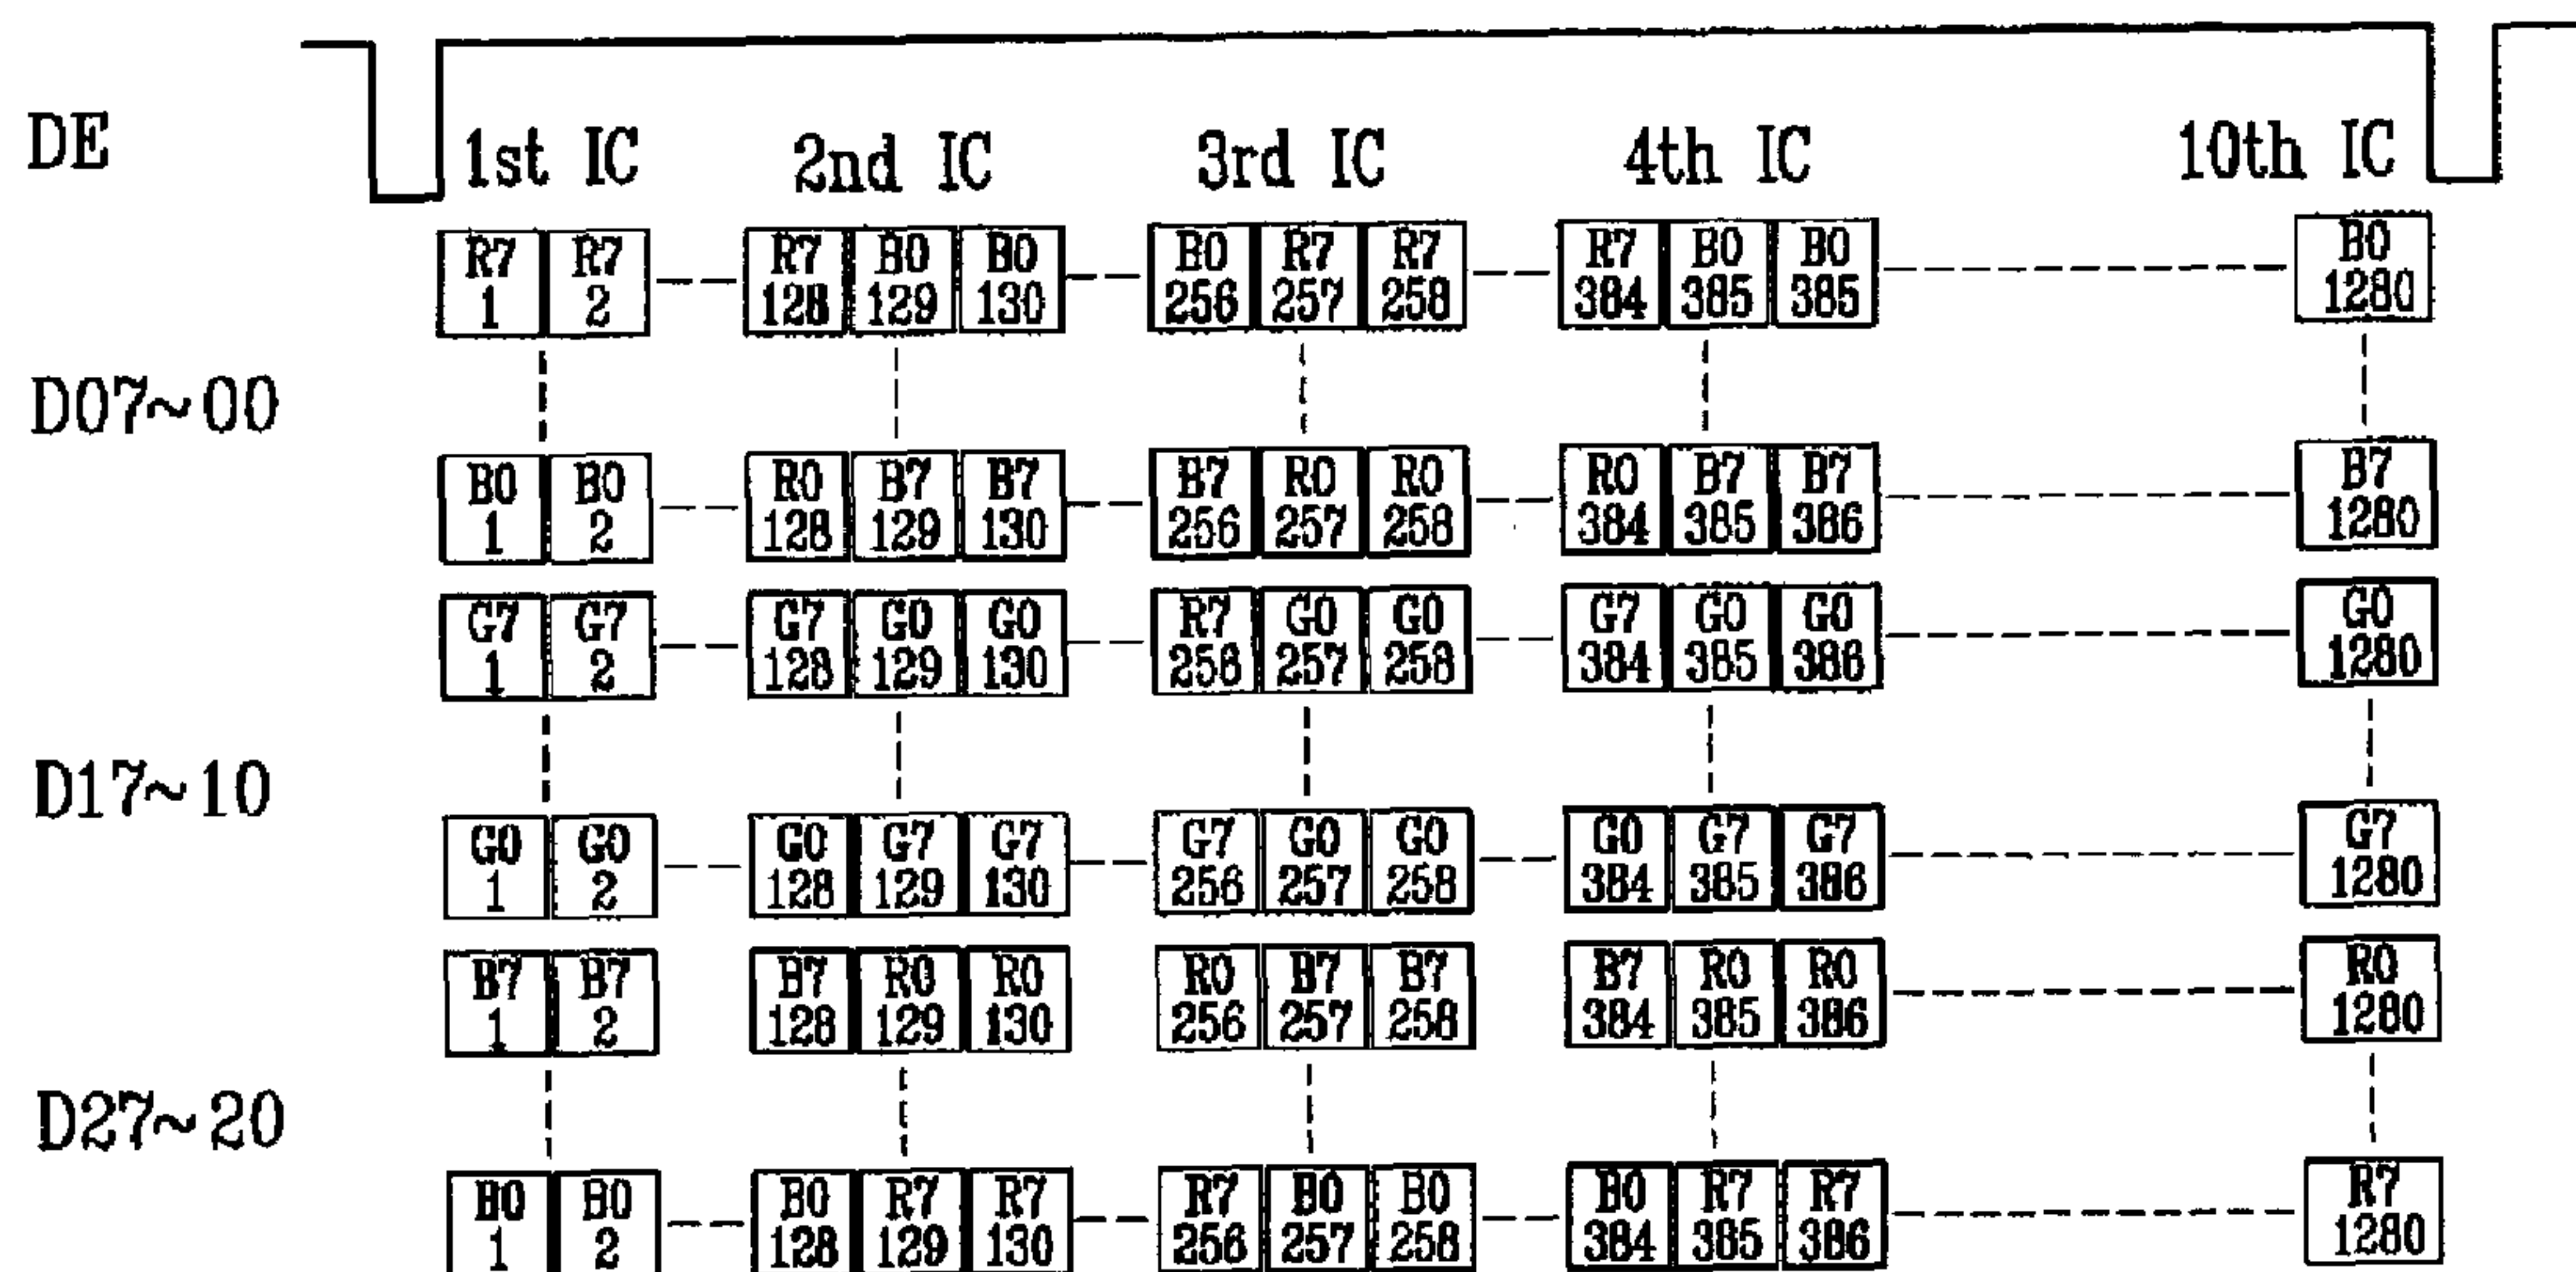 DE
1st IC 2nd IC 3rd IC 4th IC 10th IC
R7 R7 R7 B0 B0 B0 R7 R7 R7 B0 B0 B0
1 2 128 129 130 256 257 258 384 385 385 1280
D07~00
B0 B0 R0 B7 B7 B7 R0 R0 R0 B7 B7 B7
1 2 128 129 130 256 257 258 384 385 386 1280
G7 G7 G7 G0 G0 R7 G0 G0 G7 G0 G0 G0
1 2 128 129 130 256 257 258 384 385 386 1280
D17~10
G0 G0 G0 G7 G7 G7 G0 G0 G0 G7 G7 G7
1 2 128 129 130 256 257 258 384 385 386 1280
B7 B7 B7 R0 R0 R0 B7 B7 B7 R0 R0 R0
1 2 128 129 130 256 257 258 384 385 386 1280
D27~20
B0 B0 B0 R7 R7 R7 B0 B0 B0 R7 R7 R7
1 2 128 129 130 256 257 258 384 385 386 1280